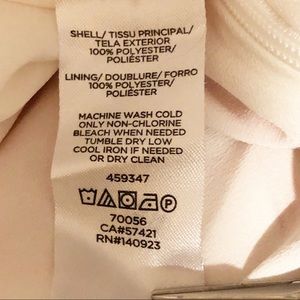 SHELL/ TISSU PRINCIPAL/
TELA EXTERIOR
100% POLYESTER/
POLIÉSTER
LINING/ DOUBLURE/ FORRO
100% POLYESTER/
POLIÉSTER
MACHINE WASH COLD
ONLY NON-CHLORINE
BLEACH WHEN NEEDED
TUMBLE DRY LOW
COOL IRON IF NEEDED
OR DRY CLEAN
459347
P
70056
CA#57421
RN#140923